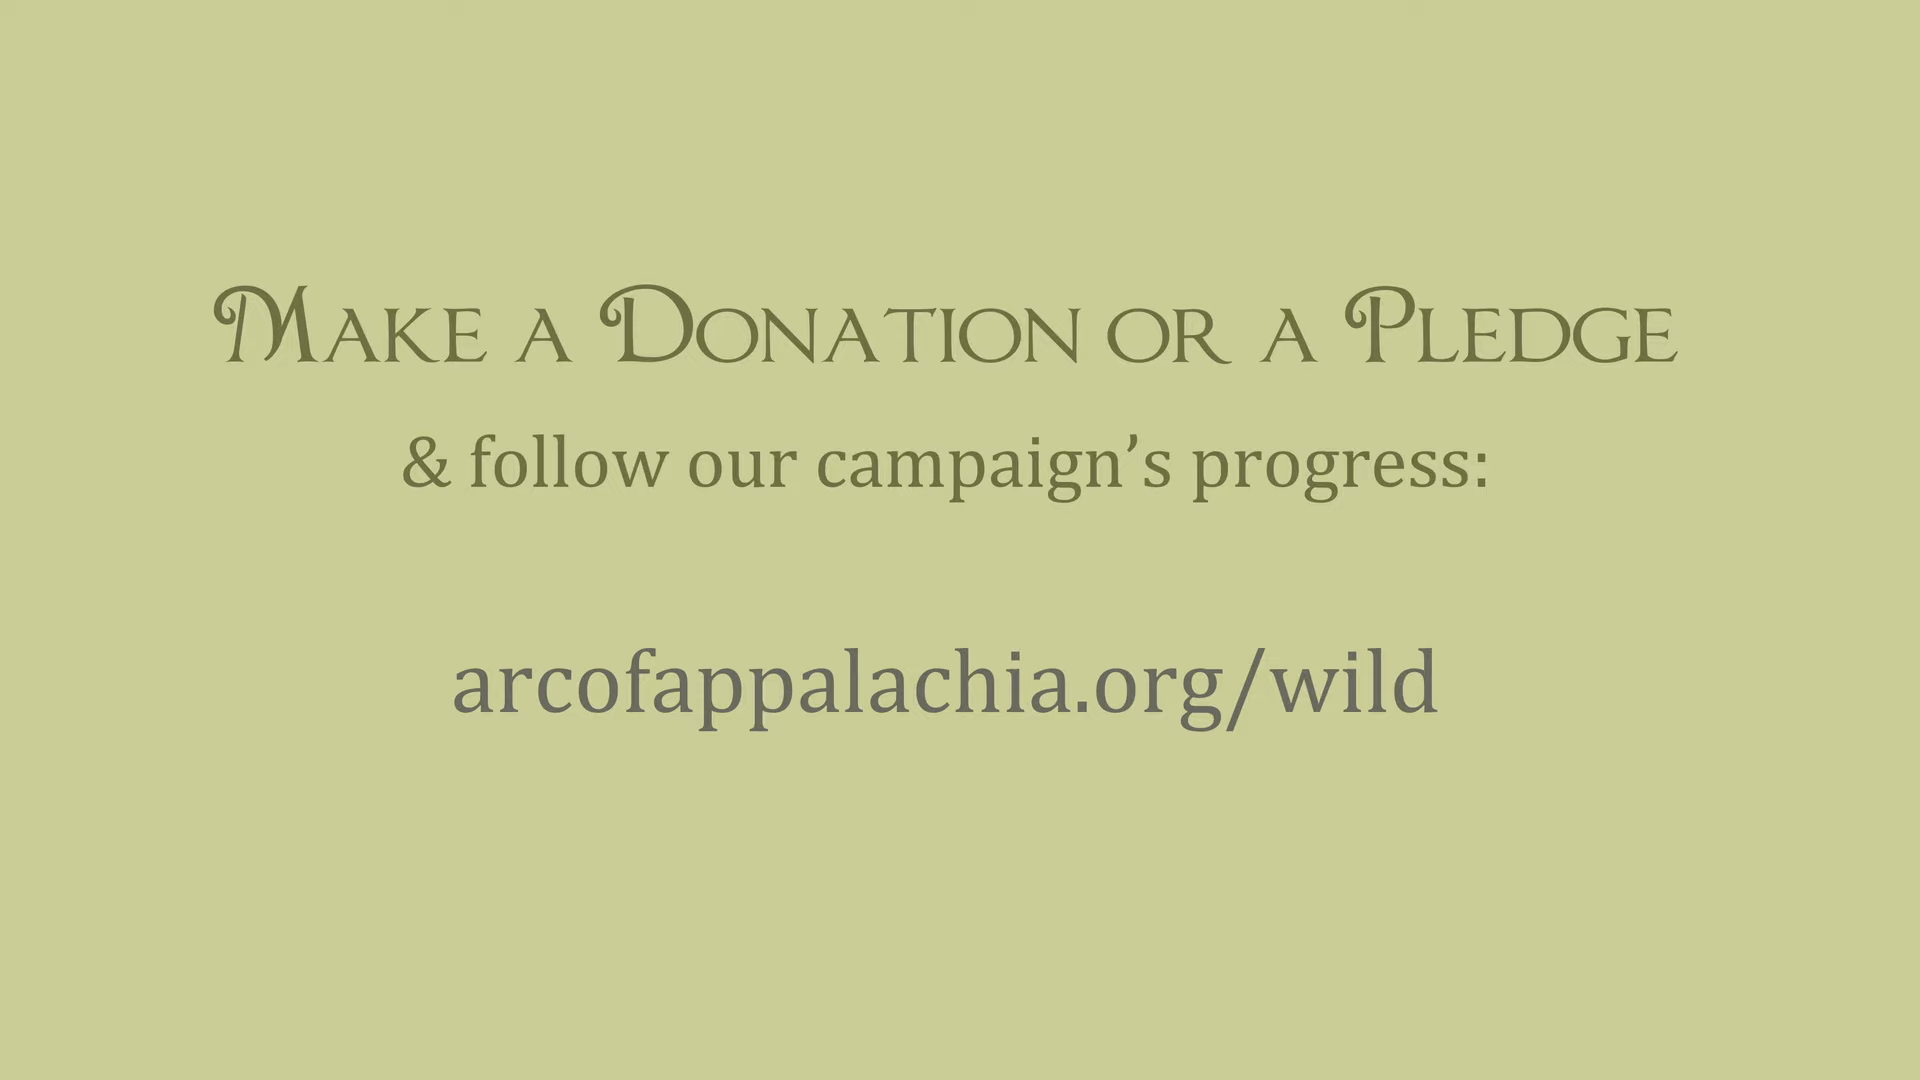 Make a Donation or a Pledge
& follow our campaign’s progress:
arcofappalachia.org/wild